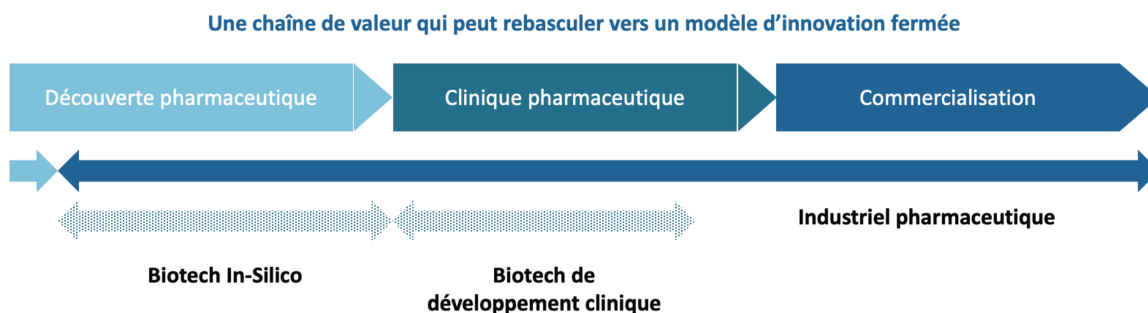 Une chaîne de valeur qui peut rebasculer vers un modèle d’innovation fermée
Découverte pharmaceutique
Clinique pharmaceutique
Commercialisation
Industriel pharmaceutique
Biotech In-Silico
Biotech de
développement clinique